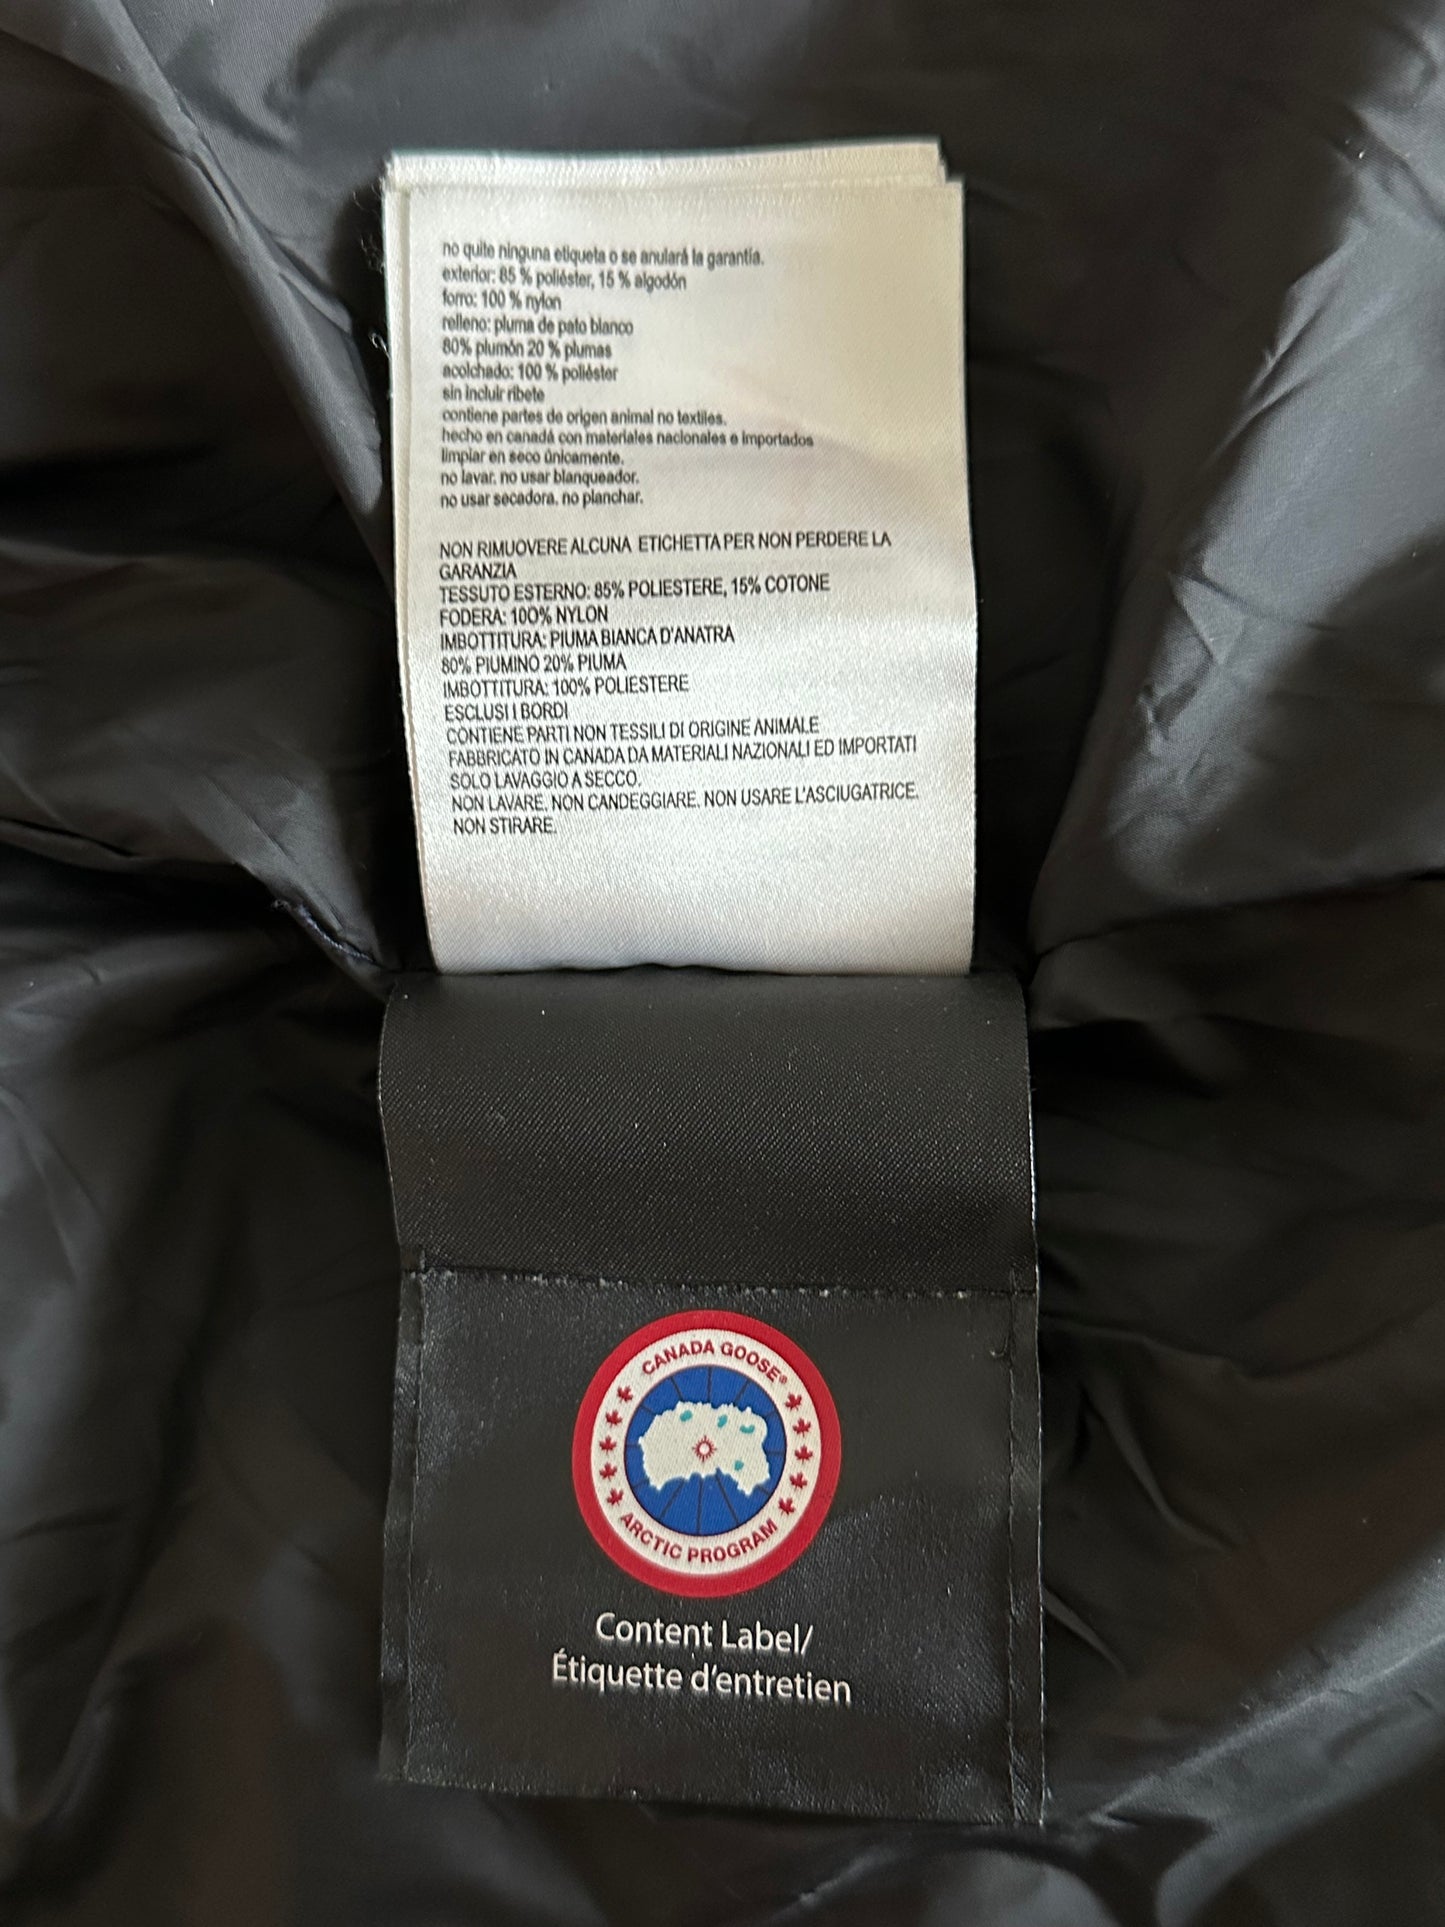 no quite ninguna etiqueta o se anulará la garantía.
exterior: 85 % poliéster, 15 % algodón
forro: 100 % nylon
relleno: pluma de pato blanco
80% plumón 20 % plumas
acolchado: 100 % poliéster
sin incluir ribete
contiene partes de origen animal no textiles.
hecho en canadá con materiales nacionales e importados
limpiar en seco únicamente.
no lavar. no usar blanqueador.
no usar secadora. no planchar.
NON RIMUOVERE ALCUNA ETICHETTA PER NON PERDERE LA
GARANZIA
TESSUTO ESTERNO: 85% POLIESTERE, 15% COTONE
FODERA: 100% NYLON
IMBOTTITURA: PIUMA BIANCA D'ANATRA
80% PIUMINO 20% PIUMA
IMBOTTITURA: 100% POLIESTERE
ESCLUSI I BORDI
CONTIENE PARTI NON TESSILI DI ORIGINE ANIMALE
FABBRICATO IN CANADA DA MATERIALI NAZIONALI ED IMPORTATI
SOLO LAVAGGIO A SECCO.
NON LAVARE. NON CANDEGGIARE. NON USARE L'ASCIUGATRICE.
NON STIRARE.
CANADA GOOSE®
ARCTIC PROGRAM
Content Label/
Étiquette d'entretien